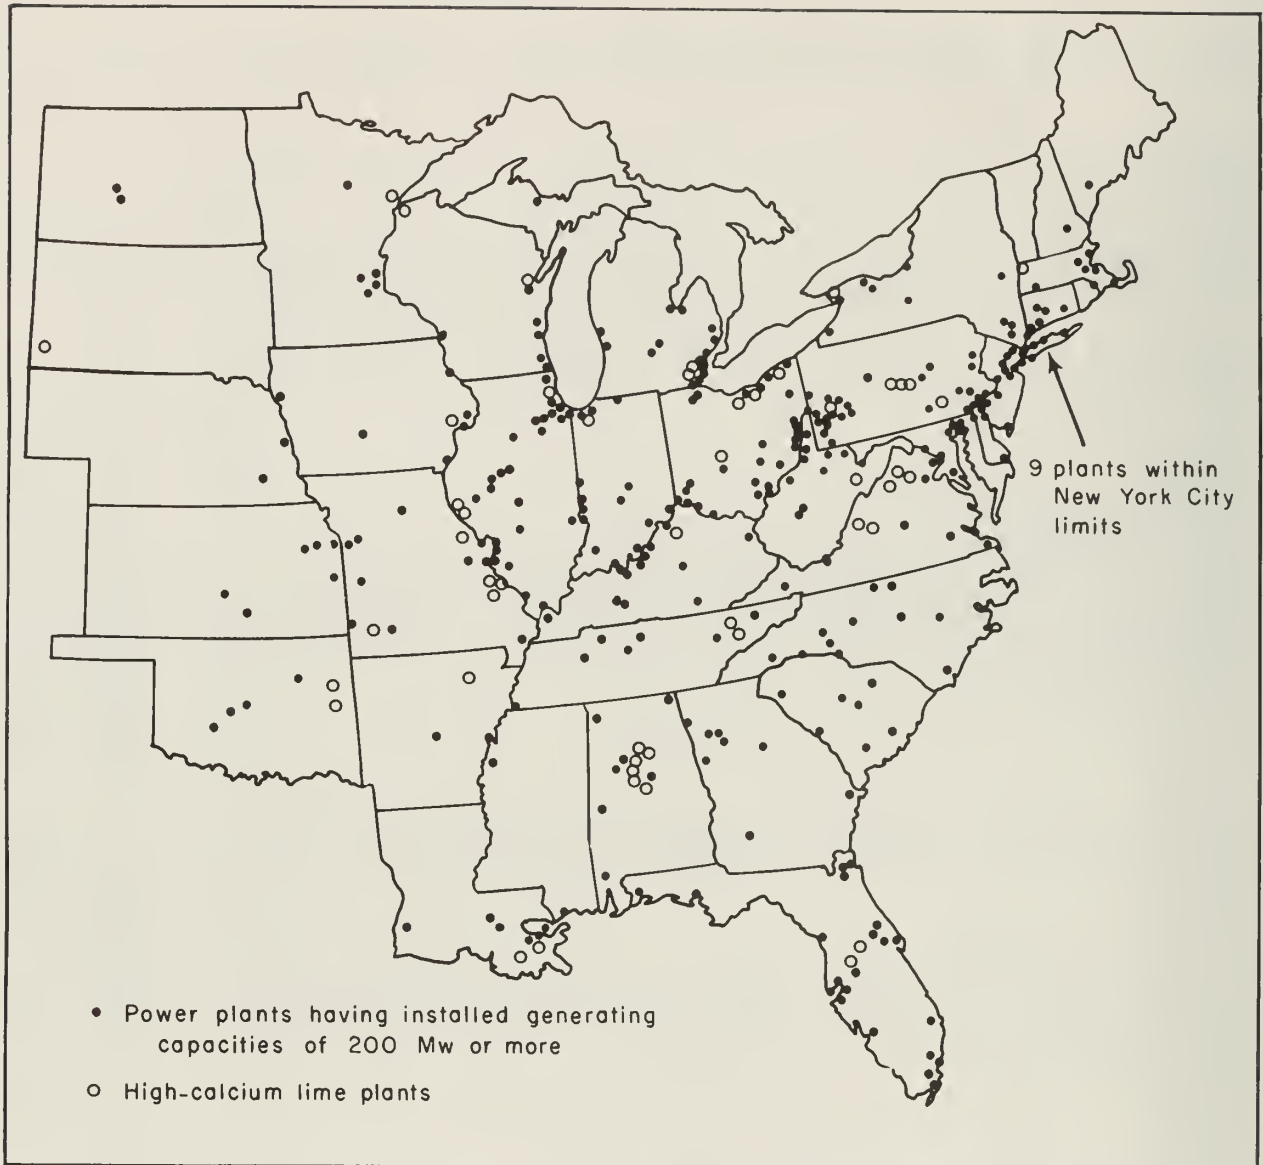 9 plants within
New York City
limits
Power plants having installed generating
capacities of 200 Mw or more
High-calcium lime plants